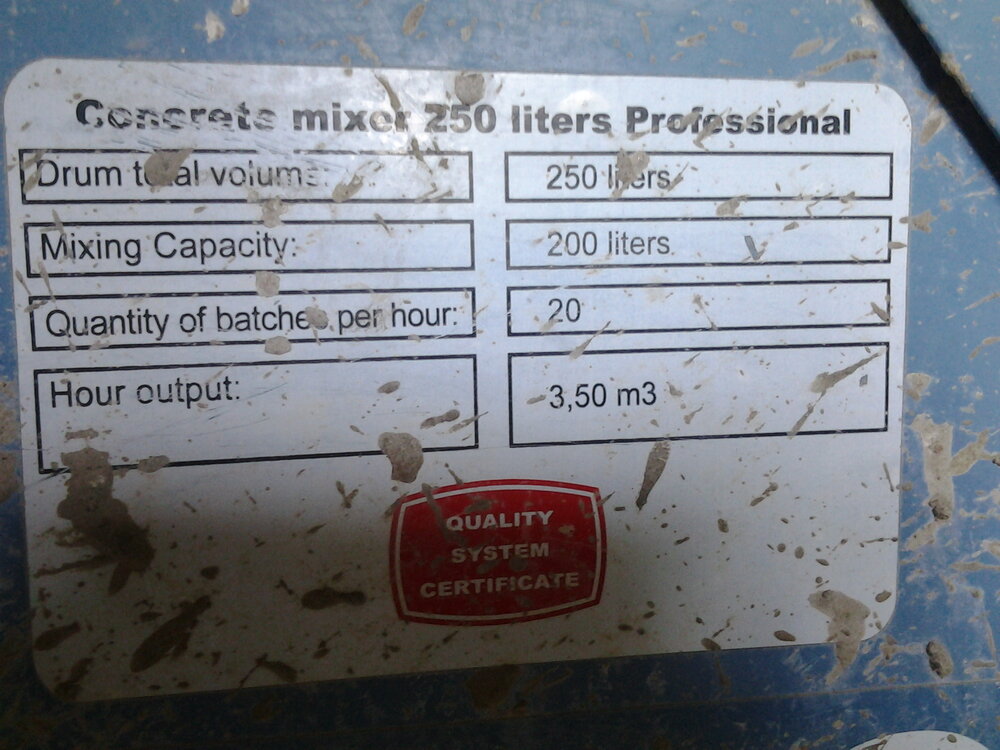 Concrete mixer 250 liters Professional
Drum total volume: 250 liters
Mixing Capacity: 200 liters
Quantity of batches per hour: 20
Hour output: 3,50 m3
QUALITY
SYSTEM
CERTIFICATE